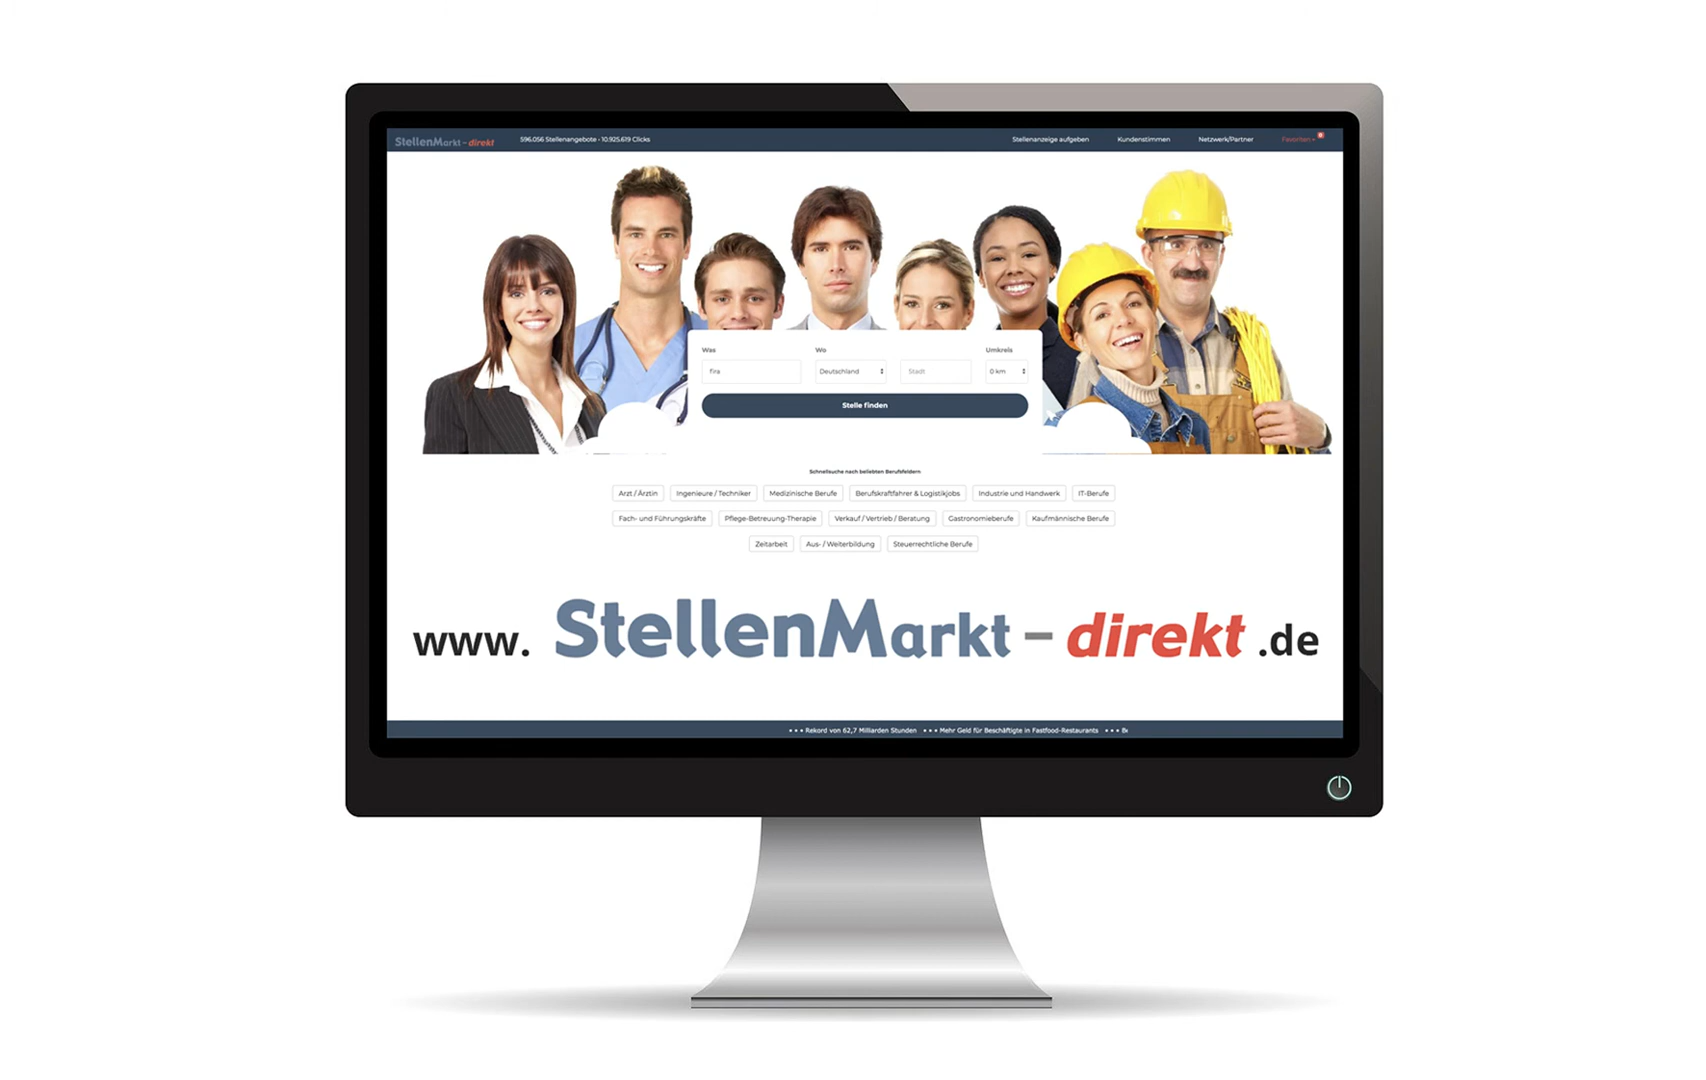 StellenMarkt - direkt
596.056 Stellenangebote - 10.925.619 Clicks
Stellenanzeige aufgeben
Kundenstimmen
Netzwerk/Partner
Favoriten
0
Was
Wo
Umkreis
fira
Deutschland
Stadt
0 km
Stelle finden
Schnellsuche nach beliebten Berufsfeldern
Arzt / Ärztin
Ingenieure / Techniker
Medizinische Berufe
Berufskraftfahrer & Logistikjobs
Industrie und Handwerk
IT-Berufe
Fach- und Führungskräfte
Pflege-Betreuung-Therapie
Verkauf / Vertrieb / Beratung
Gastronomieberufe
Kaufmännische Berufe
Zeitarbeit
Aus- / Weiterbildung
Steuerrechtliche Berufe
www. StellenMarkt - direkt .de
• • • Rekord von 62,7 Milliarden Stunden • • • Mehr Geld für Beschäftigte in Fastfood-Restaurants • • •